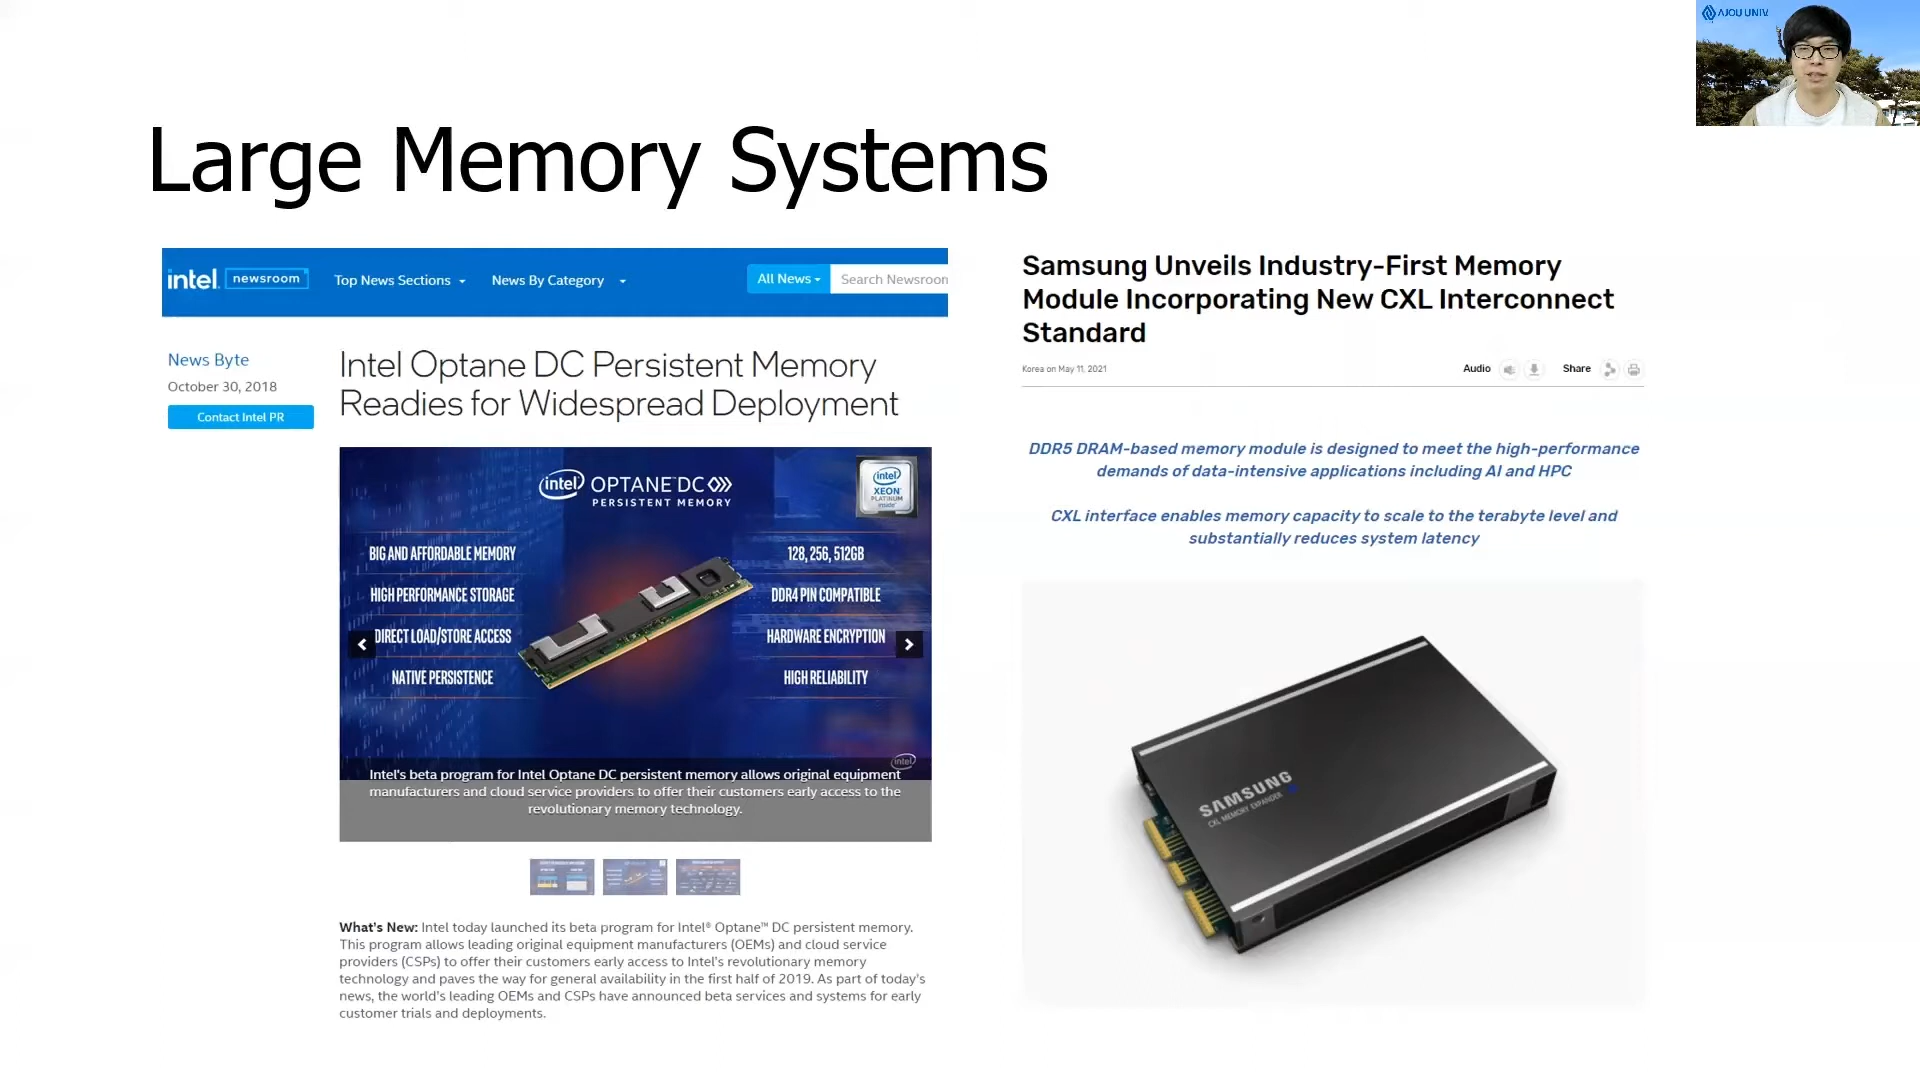 AJOU UNIV.
Large Memory Systems
intel newsroom
Top News Sections
News By Category
All News
Search Newsroom
News Byte
October 30, 2018
Contact Intel PR
Intel Optane DC Persistent Memory
Readies for Widespread Deployment
intel OPTANE DC
PERSISTENT MEMORY
intel
XEON
PLATINUM
inside
BIG AND AFFORDABLE MEMORY
HIGH PERFORMANCE STORAGE
DIRECT LOAD/STORE ACCESS
NATIVE PERSISTENCE
128, 256, 512GB
DDR4 PIN COMPATIBLE
HARDWARE ENCRYPTION
HIGH RELIABILITY
intel
Intel's beta program for Intel Optane DC persistent memory allows original equipment
manufacturers and cloud service providers to offer their customers early access to the
revolutionary memory technology.
What's New: Intel today launched its beta program for Intel® Optane™ DC persistent memory.
This program allows leading original equipment manufacturers (OEMs) and cloud service
providers (CSPs) to offer their customers early access to Intel's revolutionary memory
technology and paves the way for general availability in the first half of 2019. As part of today's
news, the world's leading OEMs and CSPs have announced beta services and systems for early
customer trials and deployments.
Samsung Unveils Industry-First Memory
Module Incorporating New CXL Interconnect
Standard
Korea on May 11, 2021
Audio
Share
DDR5 DRAM-based memory module is designed to meet the high-performance
demands of data-intensive applications including AI and HPC
CXL interface enables memory capacity to scale to the terabyte level and
substantially reduces system latency
SAMSUNG
CXL MEMORY EXPANDER